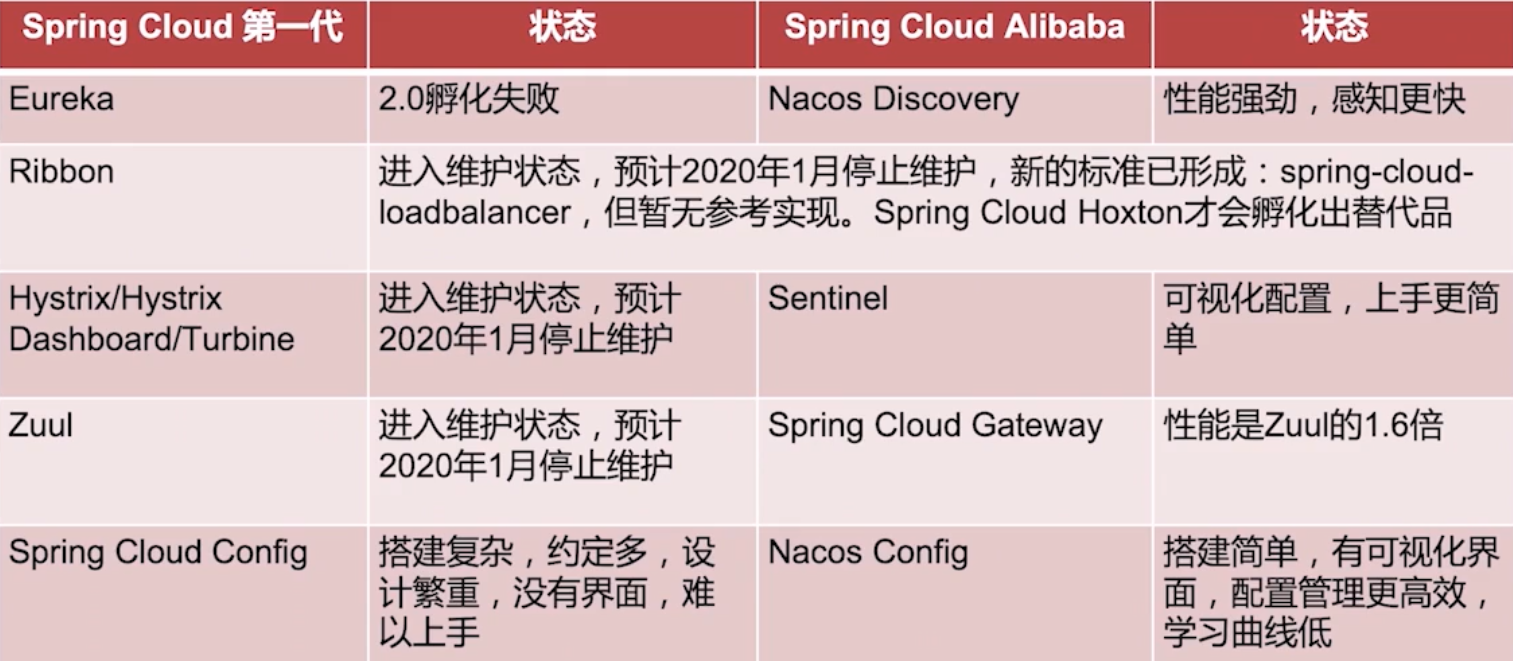 Spring Cloud 第一代
状态
Spring Cloud Alibaba
状态
Eureka
2.0孵化失败
Nacos Discovery
性能强劲，感知更快
Ribbon
进入维护状态，预计2020年1月停止维护，新的标准已形成：spring-cloud-
loadbalancer，但暂无参考实现。Spring Cloud Hoxton才会孵化出替代品
Hystrix/Hystrix
Dashboard/Turbine
进入维护状态，预计
2020年1月停止维护
Sentinel
可视化配置，上手更简
单
Zuul
进入维护状态，预计
2020年1月停止维护
Spring Cloud Gateway
性能是Zuul的1.6倍
Spring Cloud Config
搭建复杂，约定多，设
计繁重，没有界面，难
以上手
Nacos Config
搭建简单，有可视化界
面，配置管理更高效，
学习曲线低